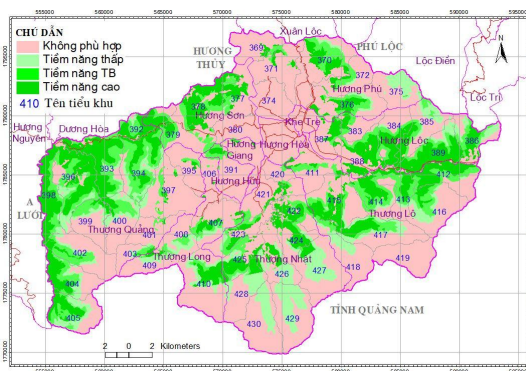 CHÚ DẪN
Không phù hợp
Tiềm năng thấp
Tiềm năng TB
Tiềm năng cao
410 Tên tiểu khu
Xuân Lộc
HƯƠNG
THỦY
PHÚ LỘC
Lộc Điền
Lộc Trì
N
369
371
370
372
375
Hương Phú
377
374
376
378
Hương Sơn
Khe Tre
384
385
383
Hương
Nguyên
Dương Hòa
392
379
380
387
Hương Lộc
386
389
Hương
Giang
Hương Hòa
388
396
393
394
395
406
391
420
411
412
Hương Hữu
397
398
421
A
LƯỚI
415
414
413
422
416
399
400
Thượng Lộ
407
Thượng Quảng
401
408
423
424
417
402
403
Thượng Long
425
Thượng Nhật
409
419
426
427
418
404
410
428
TỈNH QUẢNG NAM
405
430
429
2 0 2 Kilometers